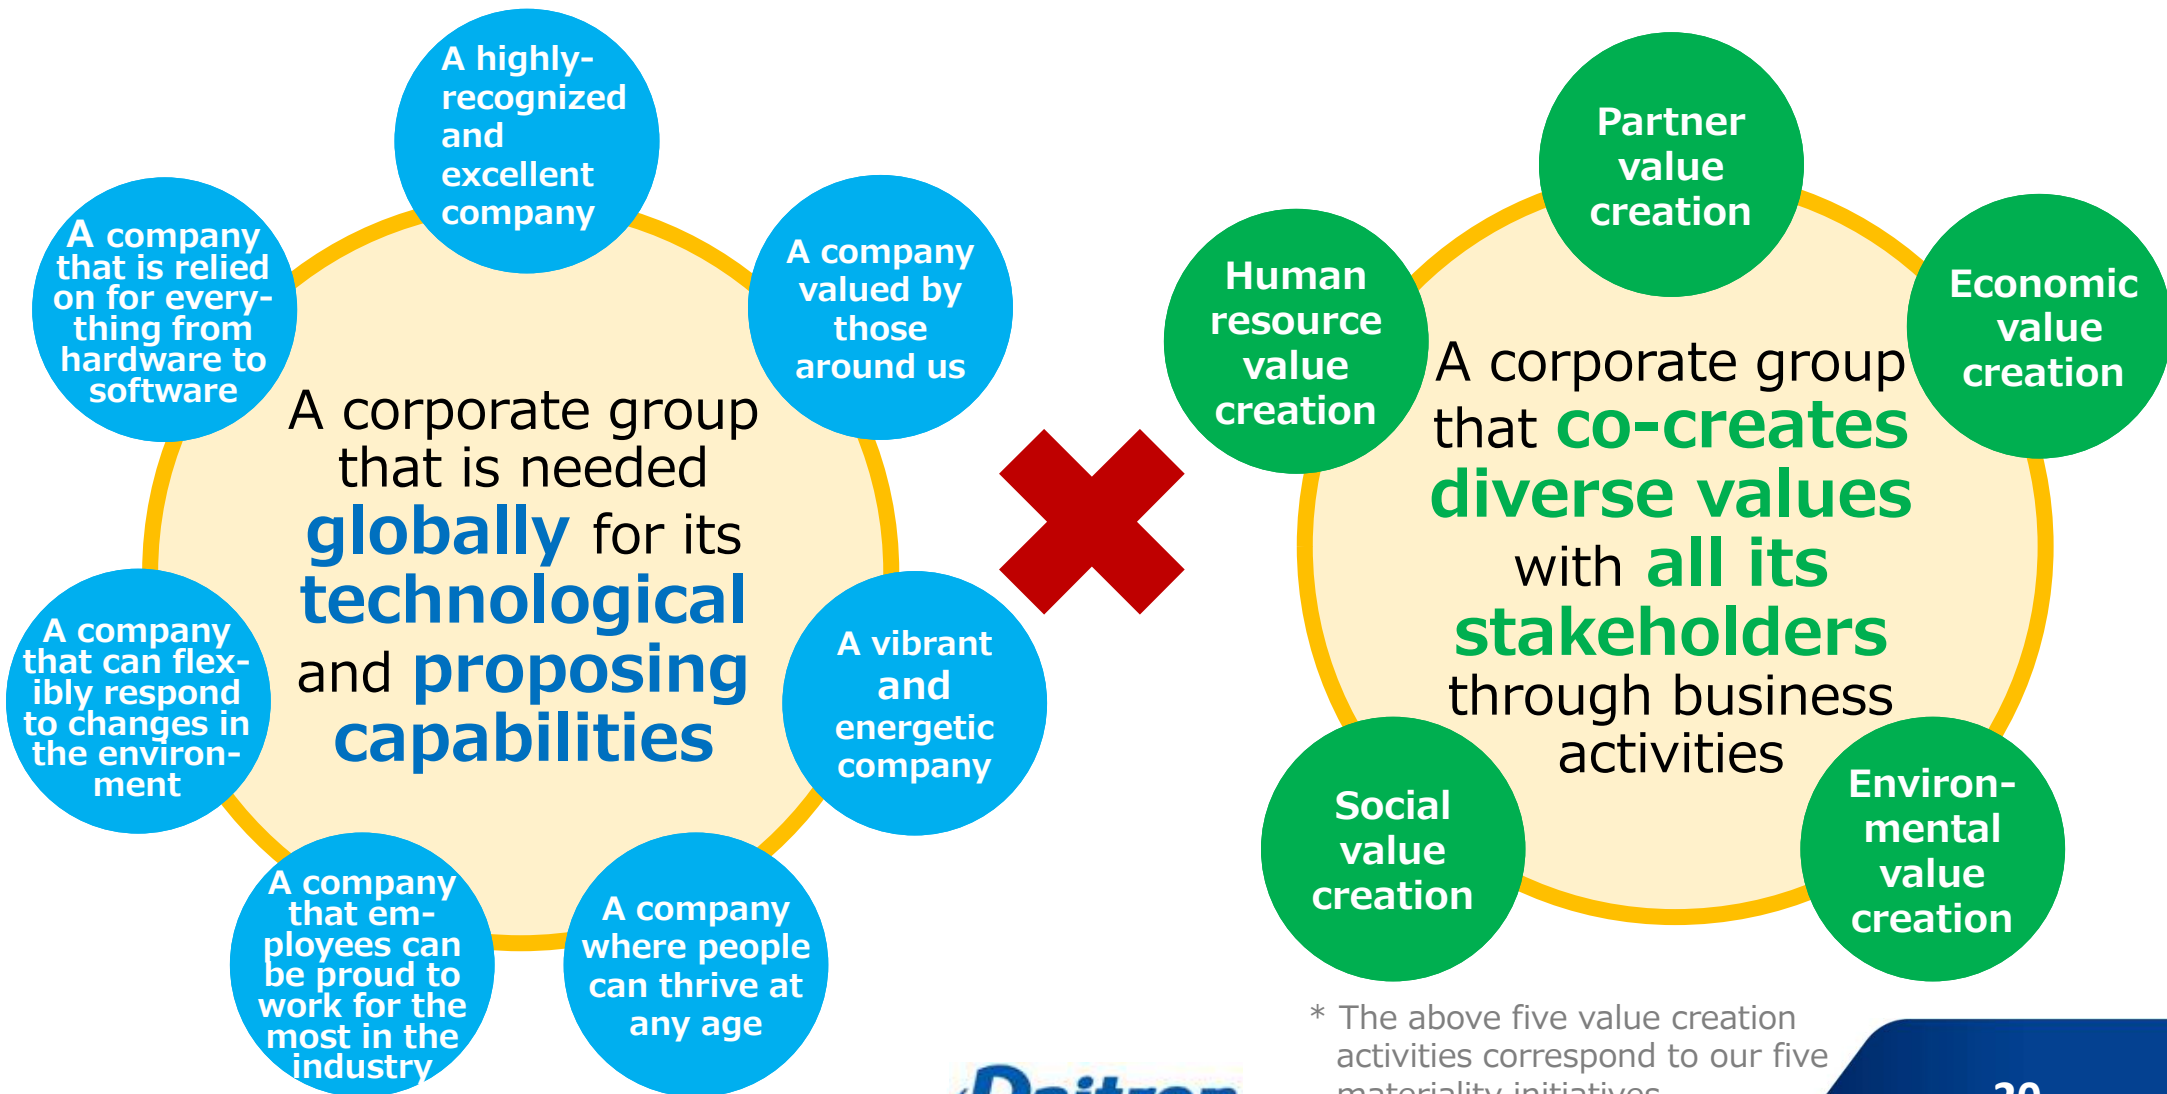 A highly-
recognized
and
excellent
company
A company
valued by
those
around us
A vibrant
and
energetic
company
A company
where people
can thrive at
any age
A company
that em-
ployees can
be proud to
work for the
most in the
industry
A company
that can flex-
ibly respond
to changes in
the environ-
ment
A company
that is relied
on for every-
thing from
hardware to
software
A corporate group
that is needed
globally for its
technological
and proposing
capabilities
Partner
value
creation
Economic
value
creation
Environ-
mental
value
creation
Social
value
creation
Human
resource
value
creation
A corporate group
that co-creates
diverse values
with all its
stakeholders
through business
activities
* The above five value creation
activities correspond to our five
materiality initiatives
Daitron
20